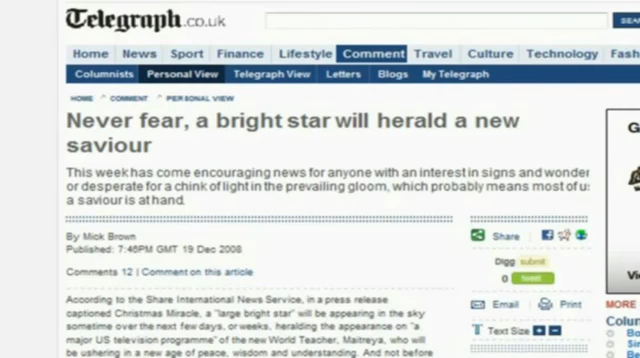 Telegraph.co.uk
SEA
Home News Sport Finance Lifestyle Comment Travel Culture Technology Fash
Columnists Personal View Telegraph View Letters Blogs My Telegraph
HOME ^ COMMENT ^ PERSONAL VIEW
Never fear, a bright star will herald a new
saviour
This week has come encouraging news for anyone with an interest in signs and wonder
or desperate for a chink of light in the prevailing gloom, which probably means most of us
a saviour is at hand.
By Mick Brown
Published: 7:46PM GMT 19 Dec 2008
Comments 12 | Comment on this article
According to the Share International News Service, in a press release
captioned Christmas Miracle, a "large bright star" will be appearing in the sky
sometime over the next few days, or weeks, heralding the appearance on "a
major US television programme" of the new World Teacher, Maitreya, who will
be ushering in a new age of peace, wisdom and understanding. And not before
Share
Digg submit
0 tweet
Email Print
Text Size + -
G
Vi
MORE
Colum
Bo
Si